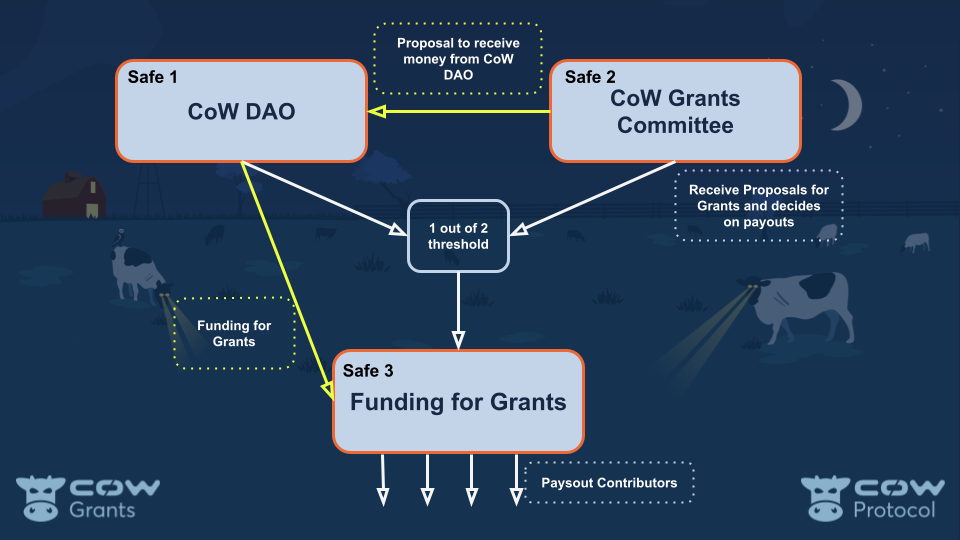 Proposal to receive
money from CoW
DAO
Safe 1
CoW DAO
Safe 2
CoW Grants
Committee
Receive Proposals for
Grants and decides
on payouts
1 out of 2
threshold
Funding for
Grants
Safe 3
Funding for Grants
Payout Contributors
COW
Grants
COW
Protocol